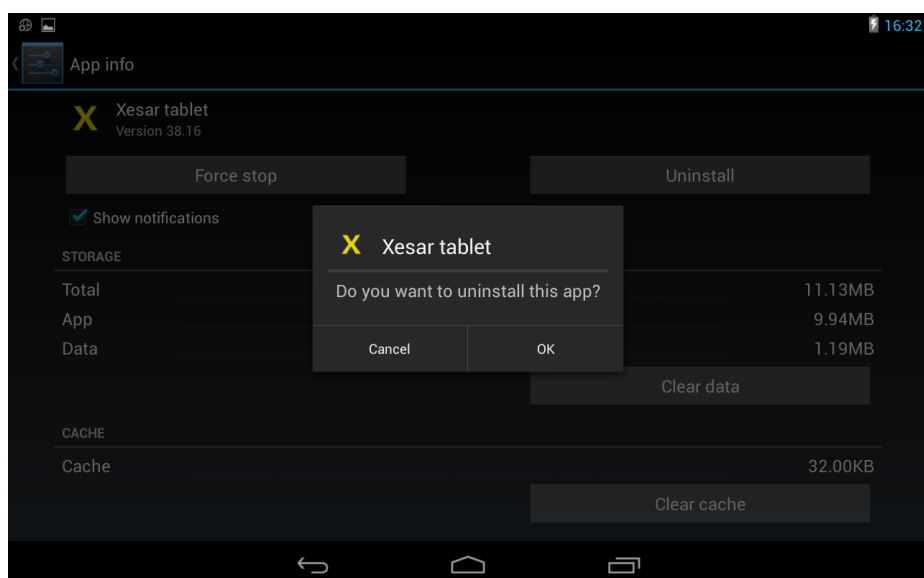 16:32
App info
Xesar tablet
Version 38.16
Force stop
Uninstall
Show notifications
STORAGE
Total 11.13MB
App 9.94MB
Data 1.19MB
Clear data
CACHE
Cache 32.00KB
Clear cache
X Xesar tablet
Do you want to uninstall this app?
Cancel OK